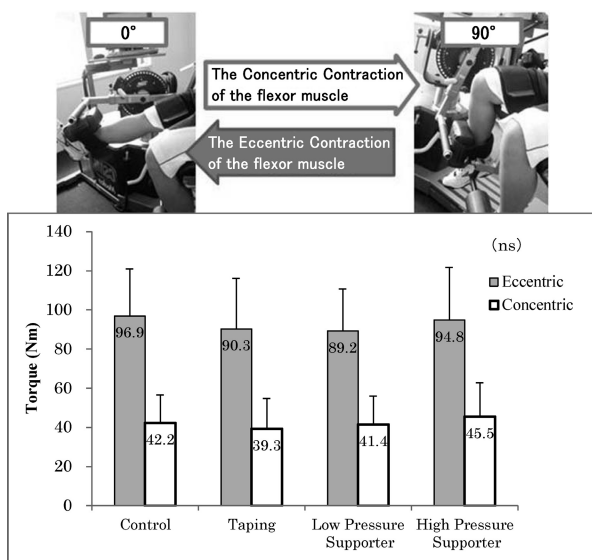 0°
90°
The Concentric Contraction
of the flexor muscle
The Eccentric Contraction
of the flexor muscle
140
120
100
80
60
40
20
0
Torque (Nm)
(ns)
Eccentric
Concentric
96.9
42.2
90.3
39.3
89.2
41.4
94.8
45.5
Control
Taping
Low Pressure
Supporter
High Pressure
Supporter